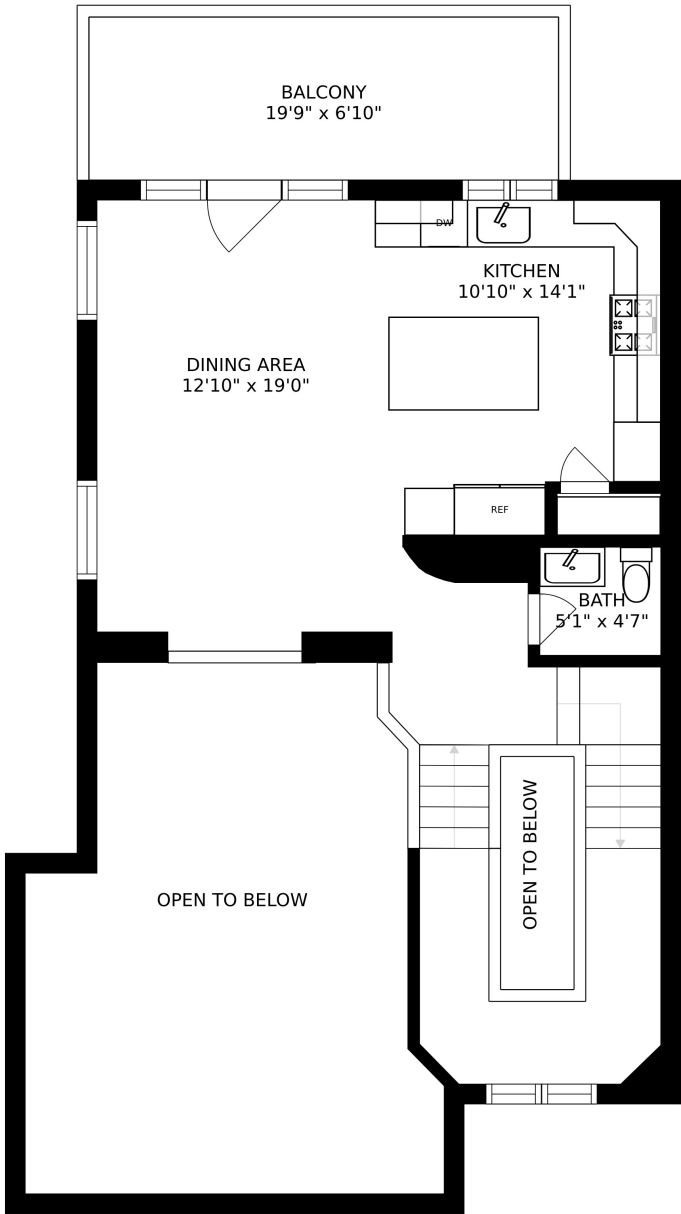 BALCONY
19'9" x 6'10"
DW
KITCHEN
10'10" x 14'1"
DINING AREA
12'10" x 19'0"
REF
BATH
5'1" x 4'7"
OPEN TO BELOW
OPEN TO BELOW